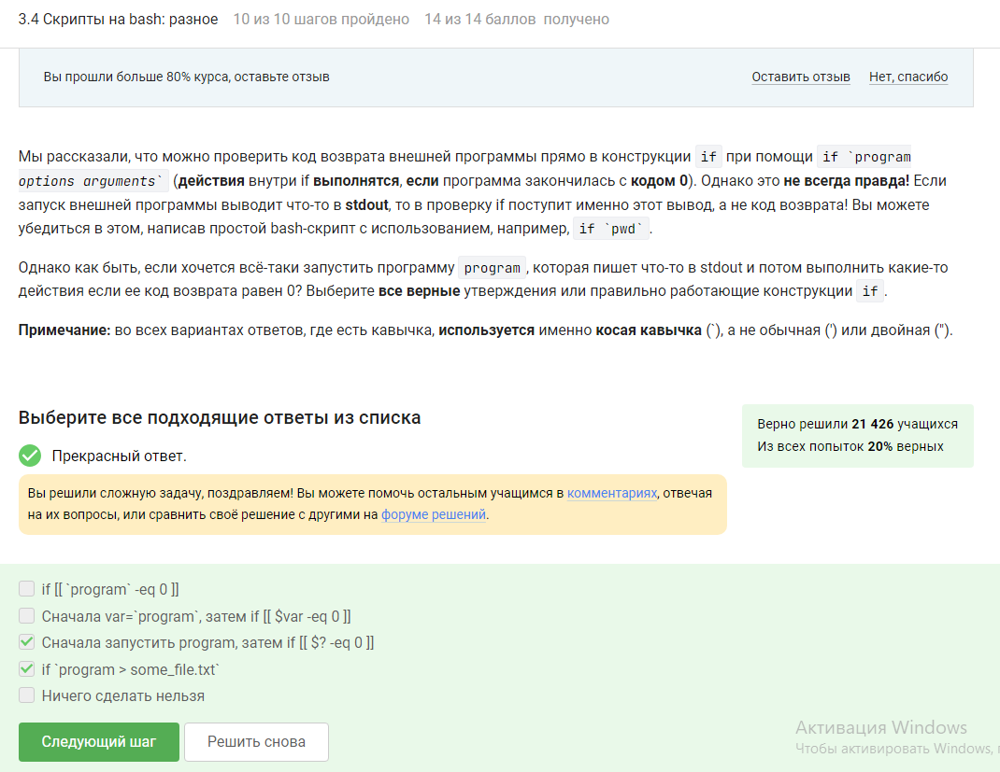 3.4 Скрипты на bash: разное 10 из 10 шагов пройдено 14 из 14 баллов получено
Вы прошли больше 80% курса, оставьте отзыв Оставить отзыв Нет, спасибо
Мы рассказали, что можно проверить код возврата внешней программы прямо в конструкции if при помощи if `program
options arguments` (действия внутри if выполнятся, если программа закончилась с кодом 0). Однако это не всегда правда! Если
запуск внешней программы выводит что-то в stdout, то в проверку if поступит именно этот вывод, а не код возврата! Вы можете
убедиться в этом, написав простой bash-скрипт с использованием, например, if `pwd`.
Однако как быть, если хочется всё-таки запустить программу program, которая пишет что-то в stdout и потом выполнить какие-то
действия если ее код возврата равен 0? Выберите все верные утверждения или правильно работающие конструкции if.
Примечание: во всех вариантах ответов, где есть кавычка, используется именно косая кавычка (`), а не обычная (') или двойная (").
Выберите все подходящие ответы из списка
Верно решили 21 426 учащихся
Из всех попыток 20% верных
Прекрасный ответ.
Вы решили сложную задачу, поздравляем! Вы можете помочь остальным учащимся в комментариях, отвечая
на их вопросы, или сравнить своё решение с другими на форуме решений.
if [[ `program` -eq 0 ]]
Сначала var=`program`, затем if [[ $var -eq 0 ]]
Сначала запустить program, затем if [[ $? -eq 0 ]]
if `program > some_file.txt`
Ничего сделать нельзя
Следующий шаг Решить снова
Активация Windows
Чтобы активировать Windows,